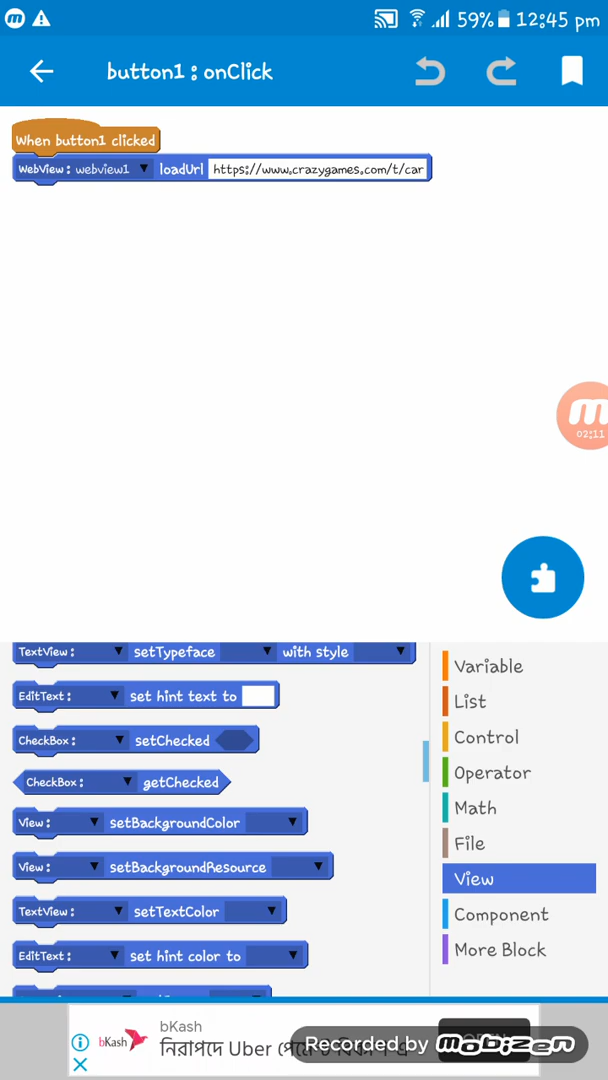 59% 12:45 pm
button1 : onClick
When button1 clicked
WebView : webview1 loadUrl https://www.crazygames.com/t/car
02:11
TextView : setTypeface with style
EditText : set hint text to
CheckBox : setChecked
CheckBox : getChecked
View : setBackgroundColor
View : setBackgroundResource
TextView : setTextColor
EditText : set hint color to
Variable
List
Control
Operator
Math
File
View
Component
More Block
bKash
bKash
নিরাপদে Uber
Recorded by mobizen